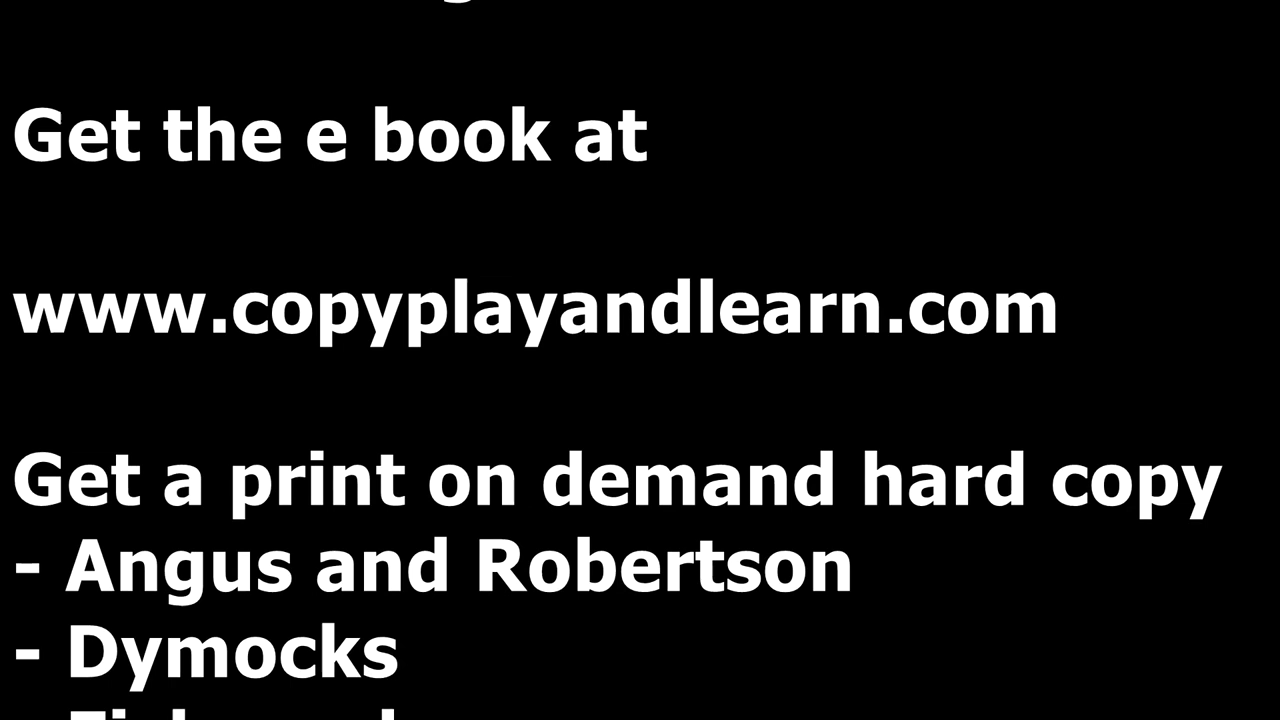 Get the e book at
www.copyplayandlearn.com
Get a print on demand hard copy
- Angus and Robertson
- Dymocks